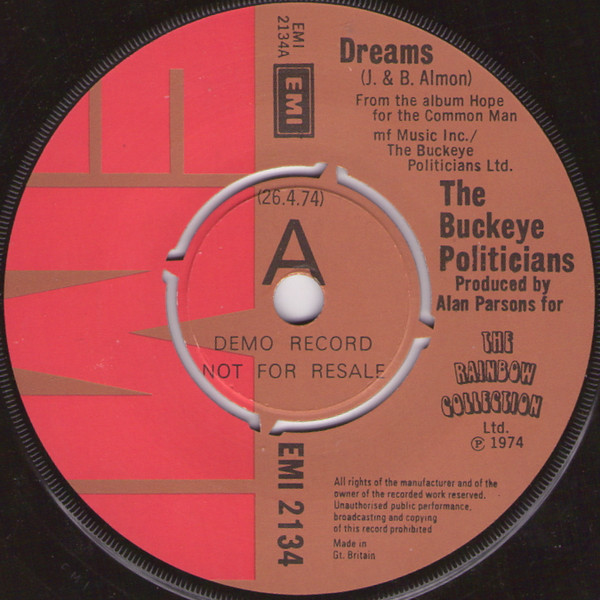 EMI
2134A
EMI
Dreams
(J. & B. Almon)
From the album Hope
for the Common Man
mf Music Inc./
The Buckeye
Politicians Ltd.
The
Buckeye
Politicians
Produced by
Alan Parsons for
THE
RAINBOW
COLLECTION
Ltd.
℗ 1974
(26.4.74)
A
DEMO RECORD
NOT FOR RESALE
EMI 2134
All rights of the manufacturer and of the
owner of the recorded work reserved.
Unauthorised public performance,
broadcasting and copying
of this record prohibited
Made in
Gt. Britain